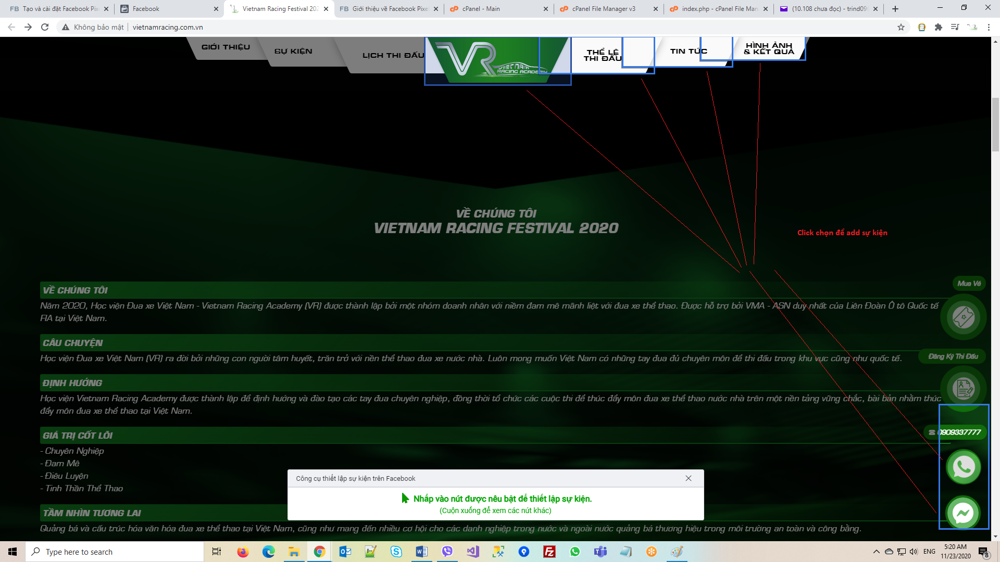 FB Tạo và cài đặt Facebook Pixe
Facebook
Vietnam Racing Festival 202
FB Giới thiệu về Facebook Pixel
cPanel - Main
cPanel File Manager v3
index.php - cPanel File Man
(10.108 chưa đọc) - trind09
Không bảo mật
vietnamracing.com.vn
GIỚI THIỆU
SỰ KIỆN
LỊCH THI ĐẤU
VR
VIETNAM
RACING ACADEMY
THỂ LỆ
THI ĐẤU
TIN TỨC
HÌNH ẢNH
& KẾT QUẢ
VỀ CHÚNG TÔI
VIETNAM RACING FESTIVAL 2020
Click chọn để add sự kiện
VỀ CHÚNG TÔI
Năm 2020, Học viện Đua xe Việt Nam - Vietnam Racing Academy (VR) được thành lập bởi một nhóm doanh nhân với niềm đam mê mãnh liệt với đua xe thể thao. Được hỗ trợ bởi VMA - ASN duy nhất của Liên Đoàn Ô tô Quốc tế
FIA tại Việt Nam.
CÂU CHUYỆN
Học viện Đua xe Việt Nam (VR) ra đời bởi những con người tâm huyết, trăn trở với nền thể thao đua xe nước nhà. Luôn mong muốn Việt Nam có những tay đua đủ chuyên môn để thi đấu trong khu vực cũng như quốc tế.
ĐỊNH HƯỚNG
Học viện Vietnam Racing Academy được thành lập để định hướng và đào tạo các tay đua chuyên nghiệp, đồng thời tổ chức các cuộc thi để thúc đẩy môn đua xe thể thao nước nhà trên một nền tảng vững chắc, bài bản nhằm thúc
đẩy môn đua xe thể thao tại Việt Nam.
GIÁ TRỊ CỐT LÕI
- Chuyên Nghiệp
- Đam Mê
- Điêu Luyện
- Tinh Thần Thể Thao
TẦM NHÌN TƯƠNG LAI
Quảng bá và cấu trúc hóa văn hóa đua xe thể thao tại Việt Nam, cũng như mang đến nhiều cơ hội cho các danh nghiệp trong nước và ngoài nước quảng bá thương hiệu trong môi trường an toàn và công bằng.
Mua Vé
Đăng Ký Thi Đấu
☎ 0909337777
Công cụ thiết lập sự kiện trên Facebook
Nhấp vào nút được nêu bật để thiết lập sự kiện.
(Cuộn xuống để xem các nút khác)
Type here to search
ENG
5:20 AM
11/23/2020
8